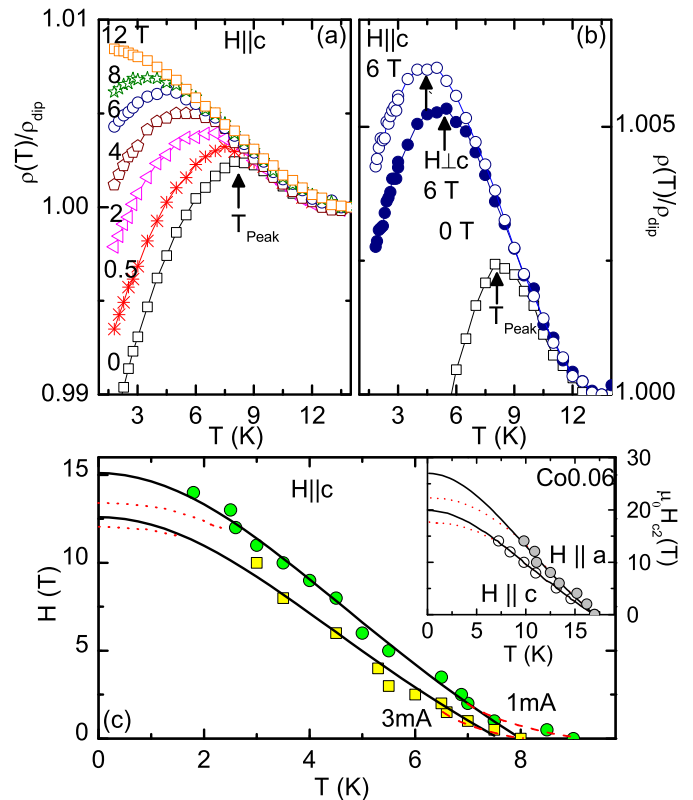 12 T
H||c
(a)
8
6
4
2
0.5
0
T_Peak
ρ(T)/ρ_dip
1.01
1.00
0.99
3 6 9 12
T (K)
H||c
(b)
6 T
H⊥c
6 T
0 T
T_Peak
1.005
1.000
ρ(T)/ρ_dip
3 6 9 12
T (K)
H||c
15
10
5
0
H (T)
(c)
3mA
1mA
0 2 4 6 8 10
T (K)
Co0.06
H || a
H || c
30
20
10
0
μ₀H_c2(T)
0 5 10 15
T (K)